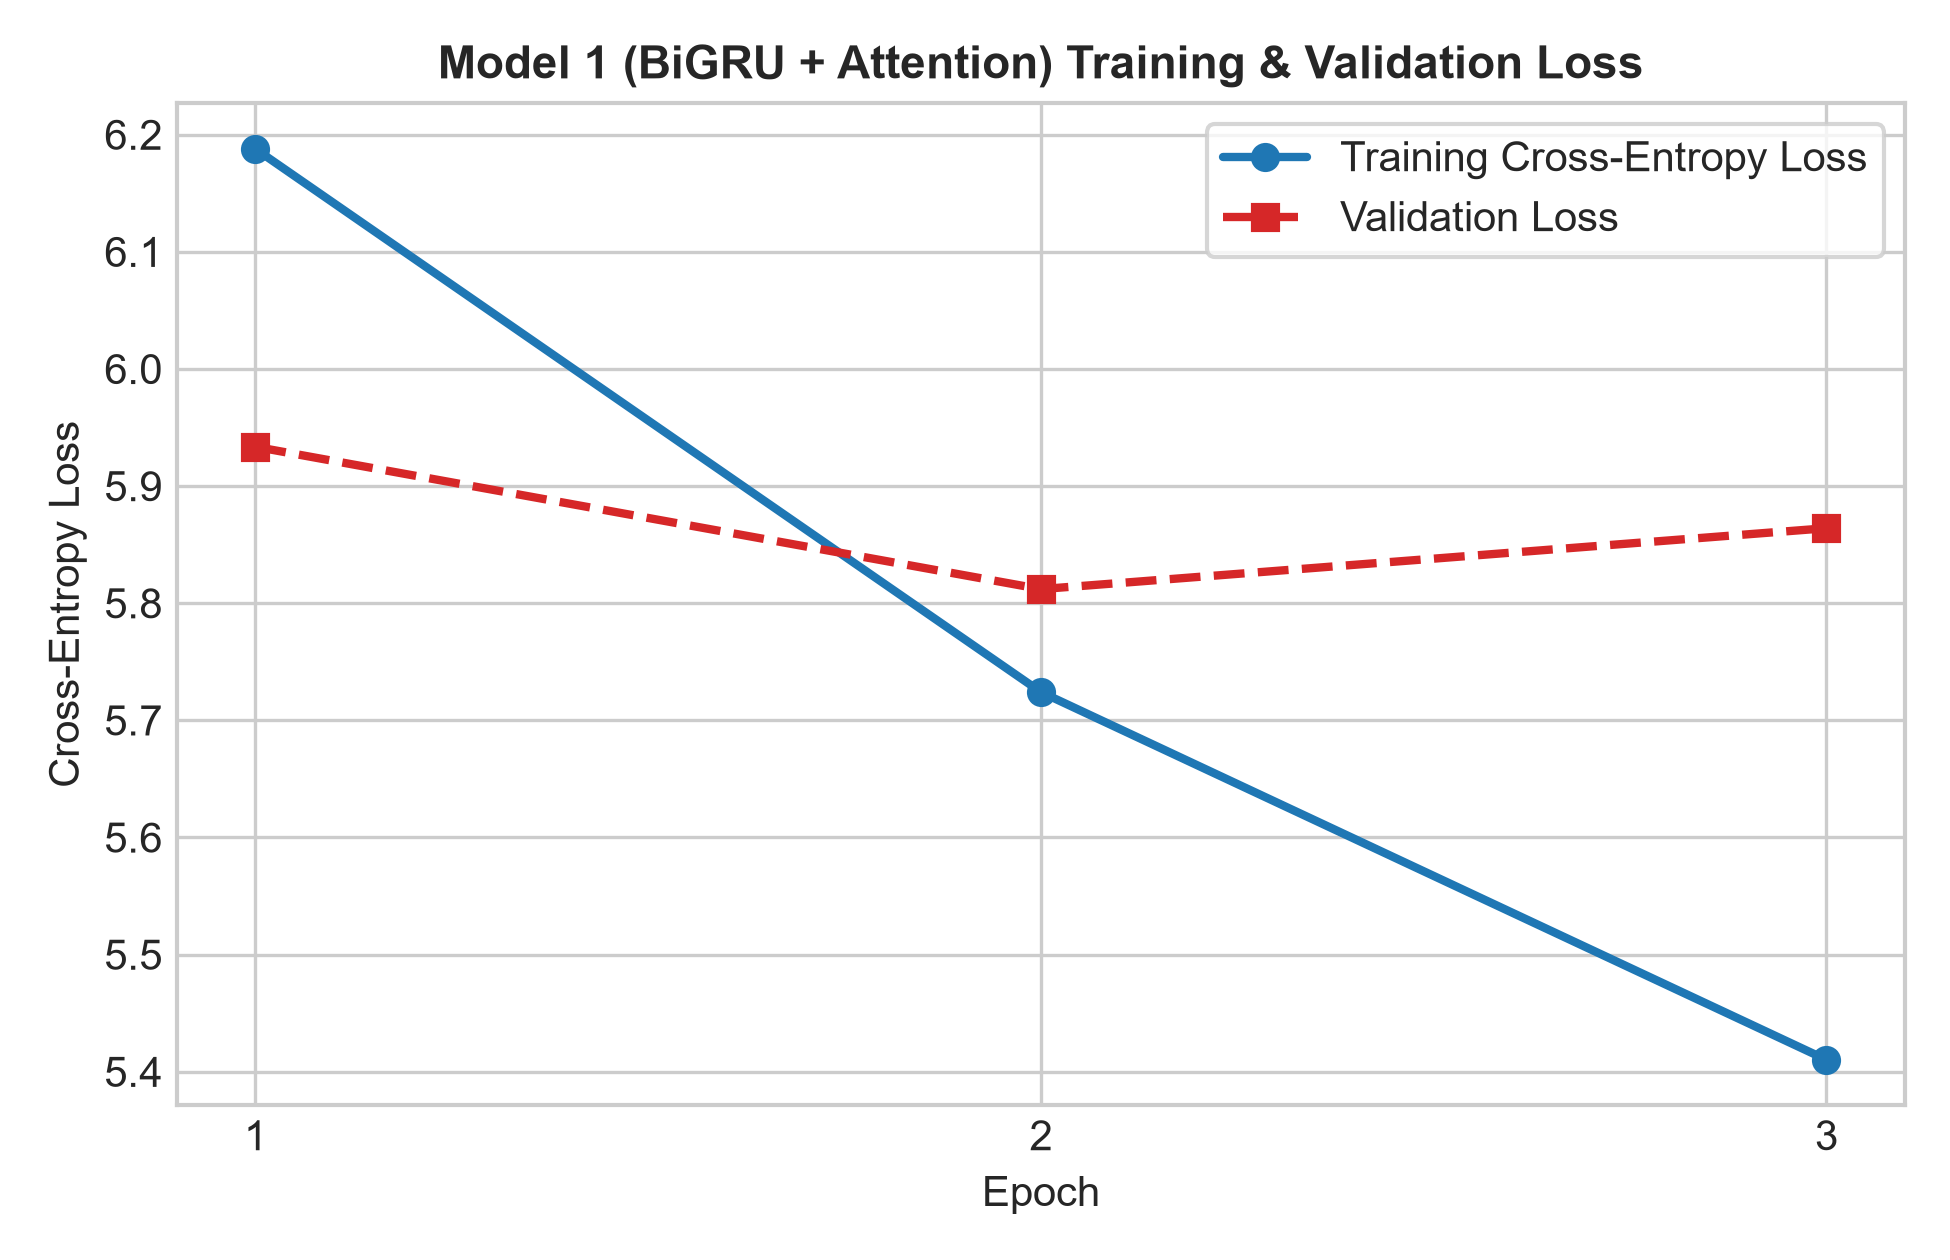 Model 1 (BiGRU + Attention) Training & Validation Loss
Training Cross-Entropy Loss
Validation Loss
Cross-Entropy Loss
6.2
6.1
6.0
5.9
5.8
5.7
5.6
5.5
5.4
1 2 3
Epoch